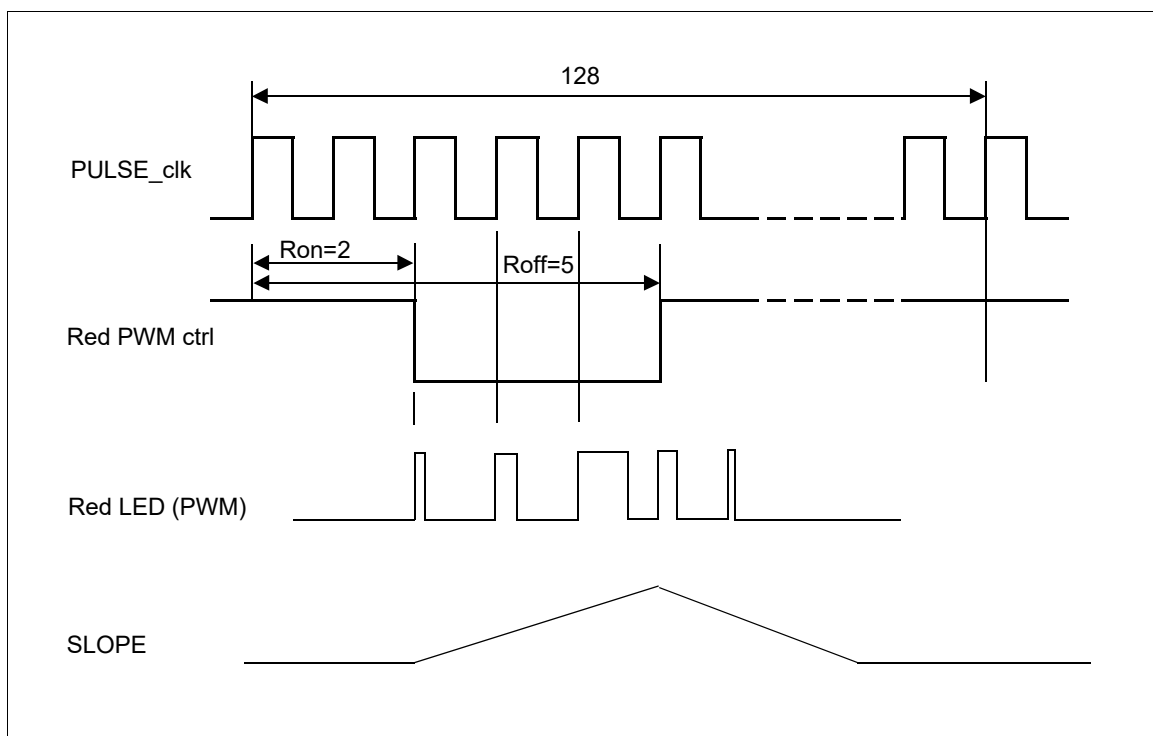 128
PULSE_clk
Ron=2
Roff=5
Red PWM ctrl
Red LED (PWM)
SLOPE